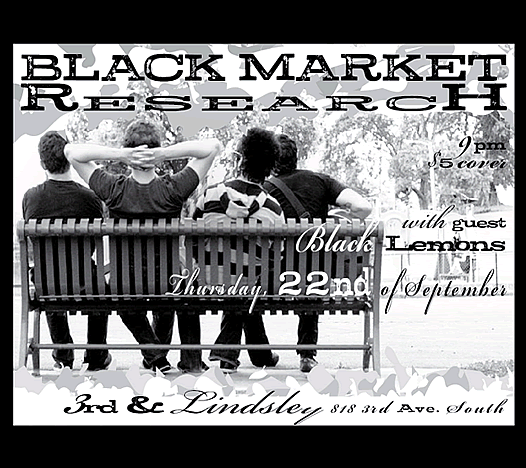 BLACK MARKET
RESEARCH
9 pm
$5 cover
with guest
Black Lemons
Thursday, 22nd of September
3rd & Lindsley 818 3rd Ave. South